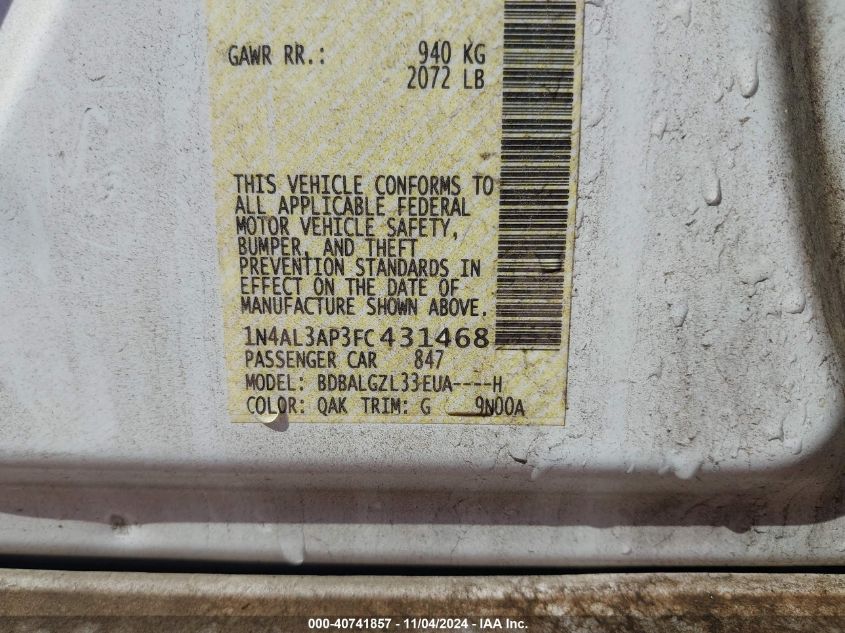 GAWR RR.: 940 KG
2072 LB
THIS VEHICLE CONFORMS TO
ALL APPLICABLE FEDERAL
MOTOR VEHICLE SAFETY,
BUMPER, AND THEFT
PREVENTION STANDARDS IN
EFFECT ON THE DATE OF
MANUFACTURE SHOWN ABOVE.
1N4AL3AP3FC431468
PASSENGER CAR 847
MODEL: BDBALGZL33EUA----H
COLOR: QAK TRIM: G 9N00A
000-40741857 - 11/04/2024 - IAA Inc.